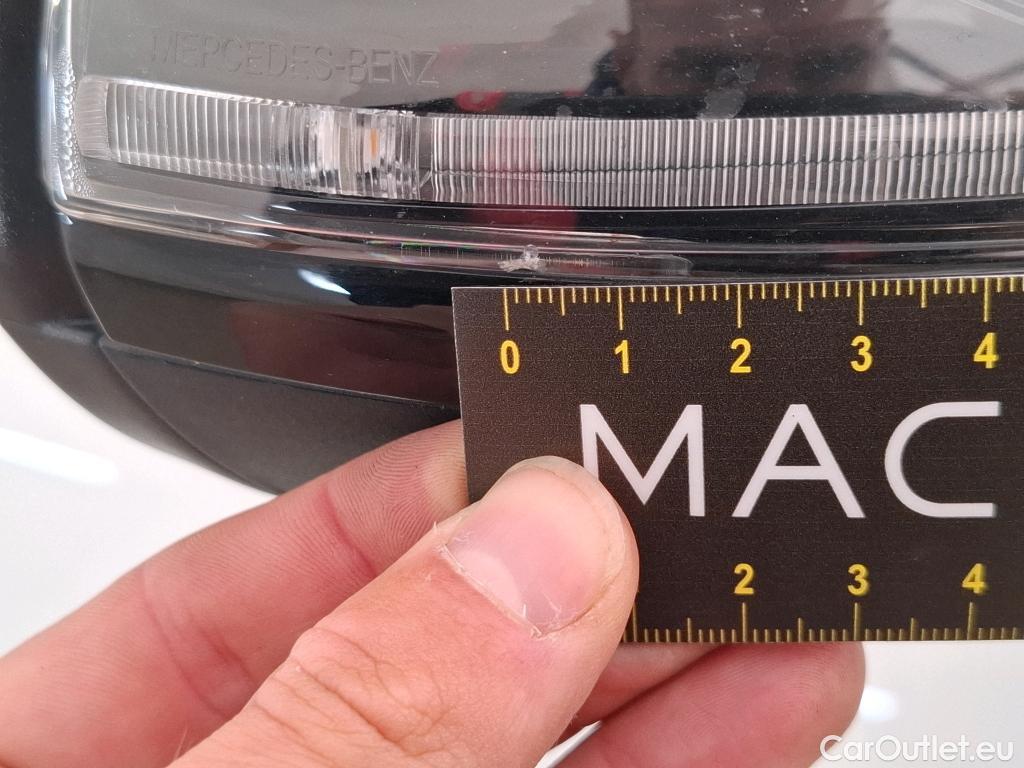 MERCEDES-BENZ
0 1 2 3 4
MAC
2 3 4
CarOutlet.eu